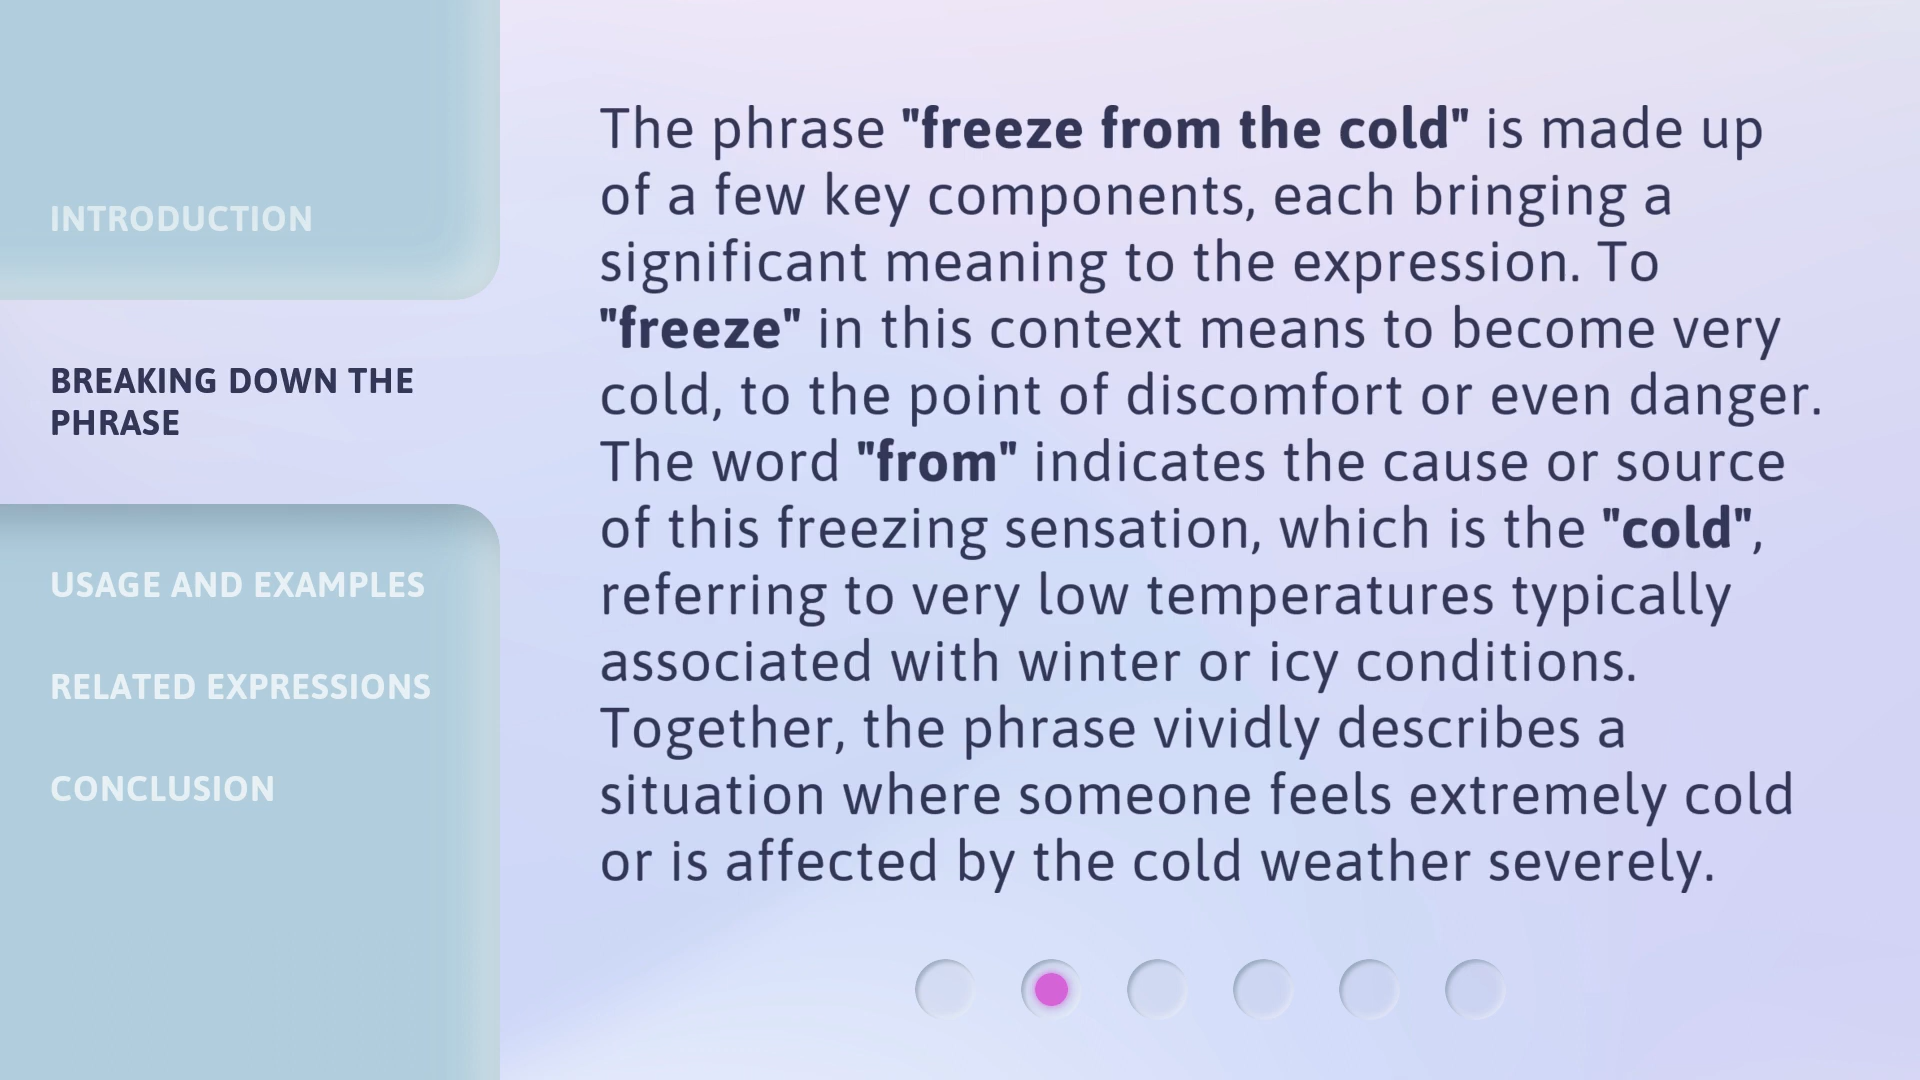 INTRODUCTION
BREAKING DOWN THE
PHRASE
USAGE AND EXAMPLES
RELATED EXPRESSIONS
CONCLUSION
The phrase "freeze from the cold" is made up
of a few key components, each bringing a
significant meaning to the expression. To
"freeze" in this context means to become very
cold, to the point of discomfort or even danger.
The word "from" indicates the cause or source
of this freezing sensation, which is the "cold",
referring to very low temperatures typically
associated with winter or icy conditions.
Together, the phrase vividly describes a
situation where someone feels extremely cold
or is affected by the cold weather severely.